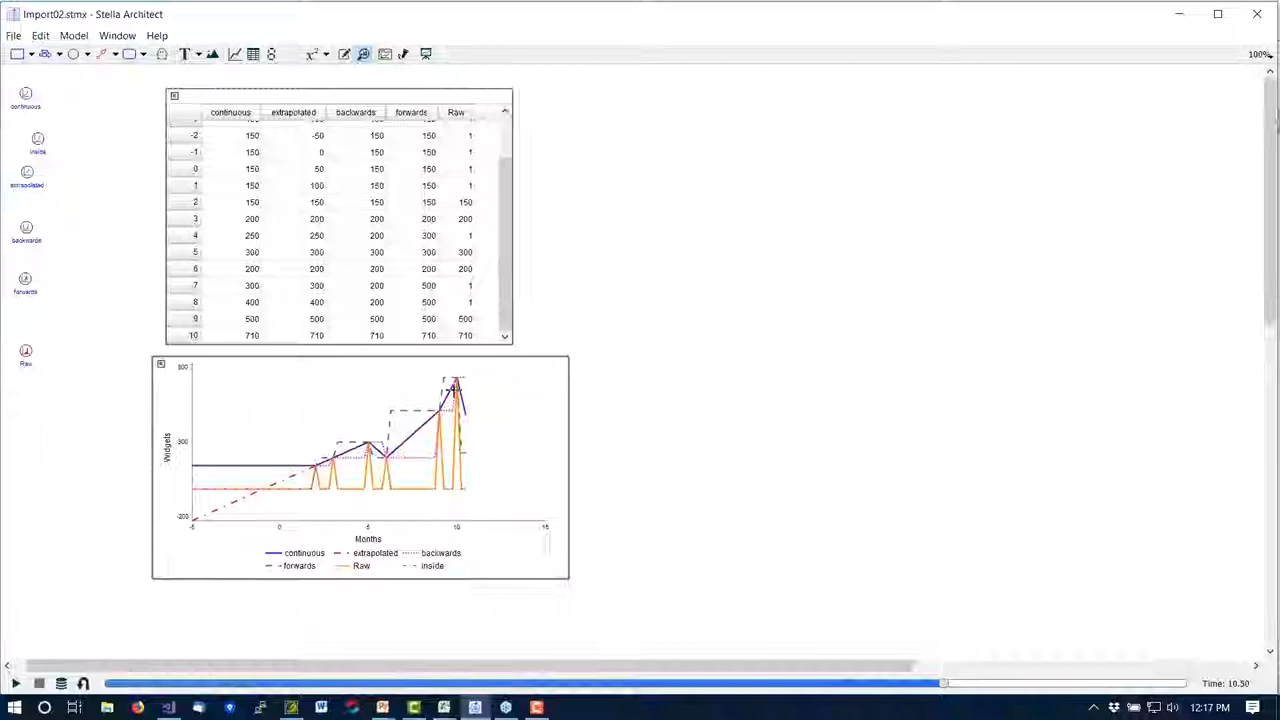 Import02.stmx - Stella Architect
File Edit Model Window Help
T x² 100%
continuous
inside
extrapolated
backwards
forwards
Raw
continuous extrapolated backwards forwards Raw
-2 150 -50 150 150 1
-1 150 0 150 150 1
0 150 50 150 150 1
1 150 100 150 150 1
2 150 150 150 150 150
3 200 200 200 200 200
4 250 250 200 300 1
5 300 300 300 300 300
6 200 200 200 200 200
7 300 300 200 500 1
8 400 400 200 500 1
9 500 500 500 500 500
10 710 710 710 710 710
300
-200
Widgets
-5 0 5 10 15
Months
continuous extrapolated backwards
forwards Raw inside
Time: 10.50
12:17 PM